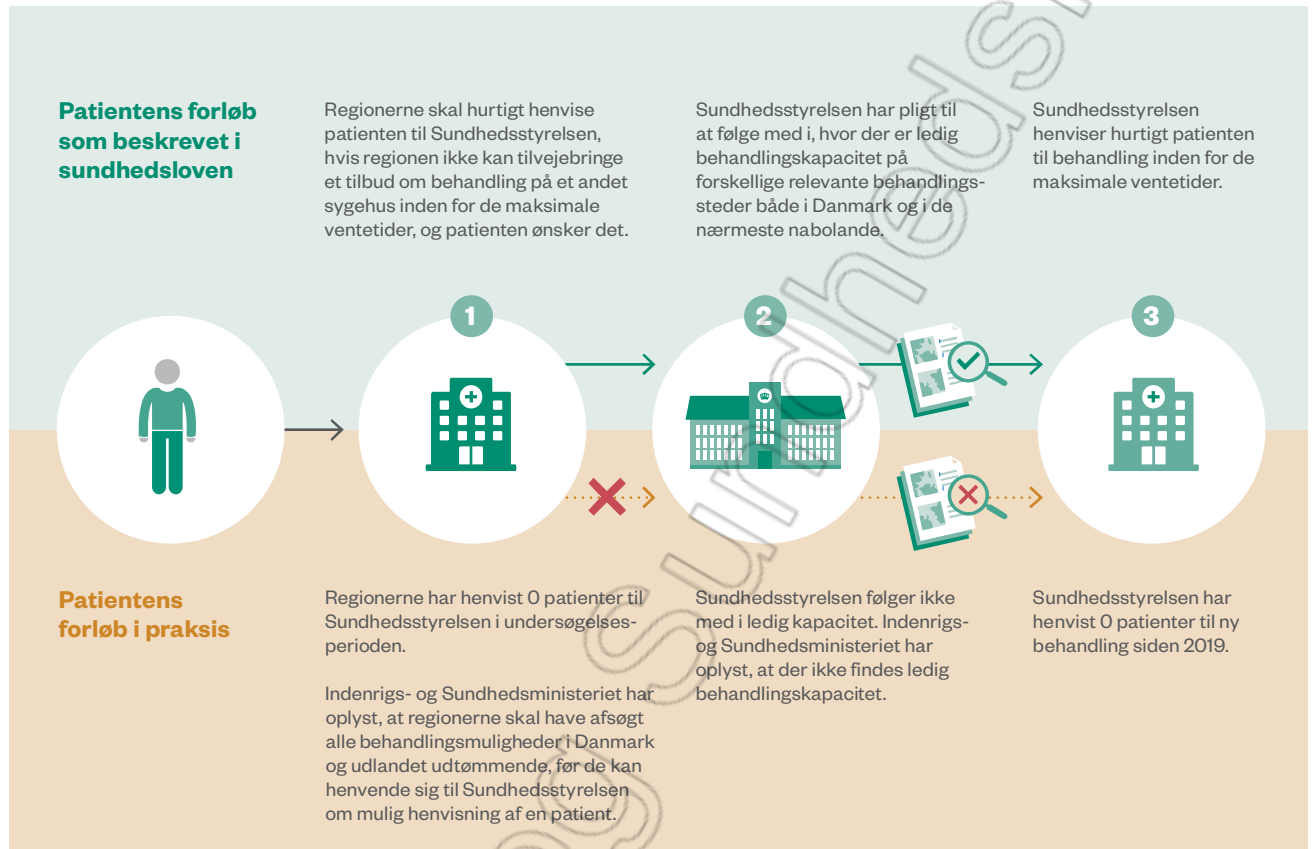 Patientens forløb
som beskrevet i
sundhedsloven
Regionerne skal hurtigt henvise
patienten til Sundhedsstyrelsen,
hvis regionen ikke kan tilvejebringe
et tilbud om behandling på et andet
sygehus inden for de maksimale
ventetider, og patienten ønsker det.
Sundhedsstyrelsen har pligt til
at følge med i, hvor der er ledig
behandlingskapacitet på
forskellige relevante behandlings-
steder både i Danmark og i de
nærmeste nabolande.
Sundhedsstyrelsen
henviser hurtigt patienten
til behandling inden for de
maksimale ventetider.
1
2
3
Patientens
forløb i praksis
Regionerne har henvist 0 patienter til
Sundhedsstyrelsen i undersøgelses-
perioden.
Indenrigs- og Sundhedsministeriet har
oplyst, at regionerne skal have afsøgt
alle behandlingsmuligheder i Danmark
og udlandet udtømmende, før de kan
henvende sig til Sundhedsstyrelsen
om mulig henvisning af en patient.
Sundhedsstyrelsen følger ikke
med i ledig kapacitet. Indenrigs-
og Sundhedsministeriet har
oplyst, at der ikke findes ledig
behandlingskapacitet.
Sundhedsstyrelsen har
henvist 0 patienter til ny
behandling siden 2019.
og Sundheds